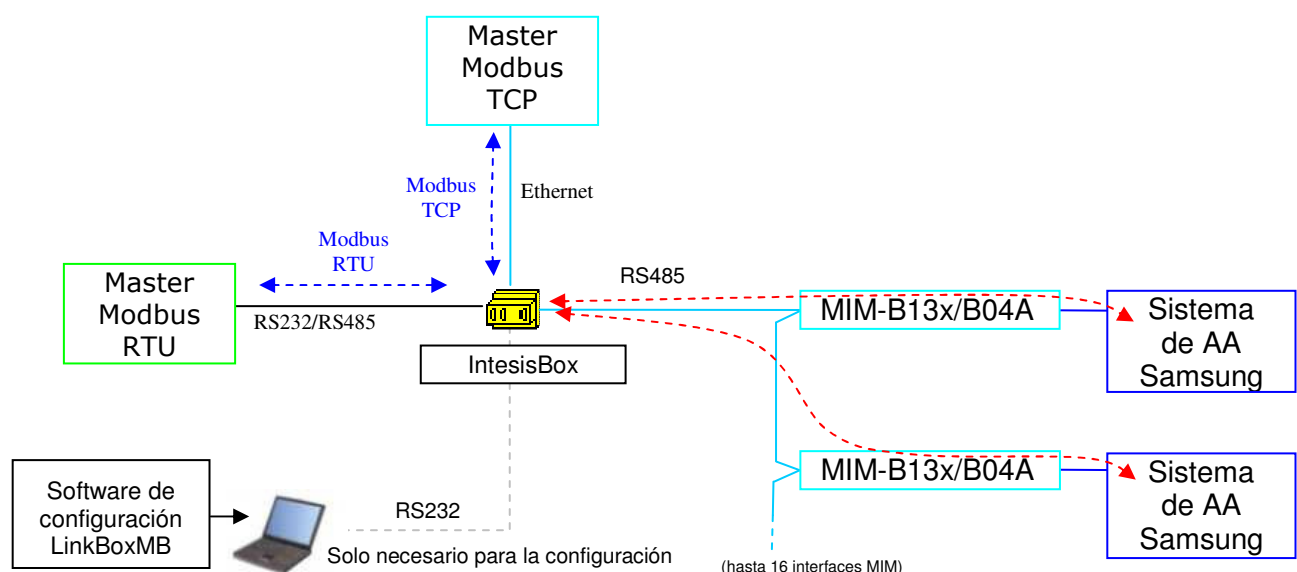 Master
Modbus
TCP
Modbus
TCP
Ethernet
Modbus
RTU
Master
Modbus
RTU
RS232/RS485
RS485
IntesisBox
MIM-B13x/B04A
Sistema
de AA
Samsung
MIM-B13x/B04A
Sistema
de AA
Samsung
Software de
configuración
LinkBoxMB
RS232
Solo necesario para la configuración
(hasta 16 interfaces MIM)